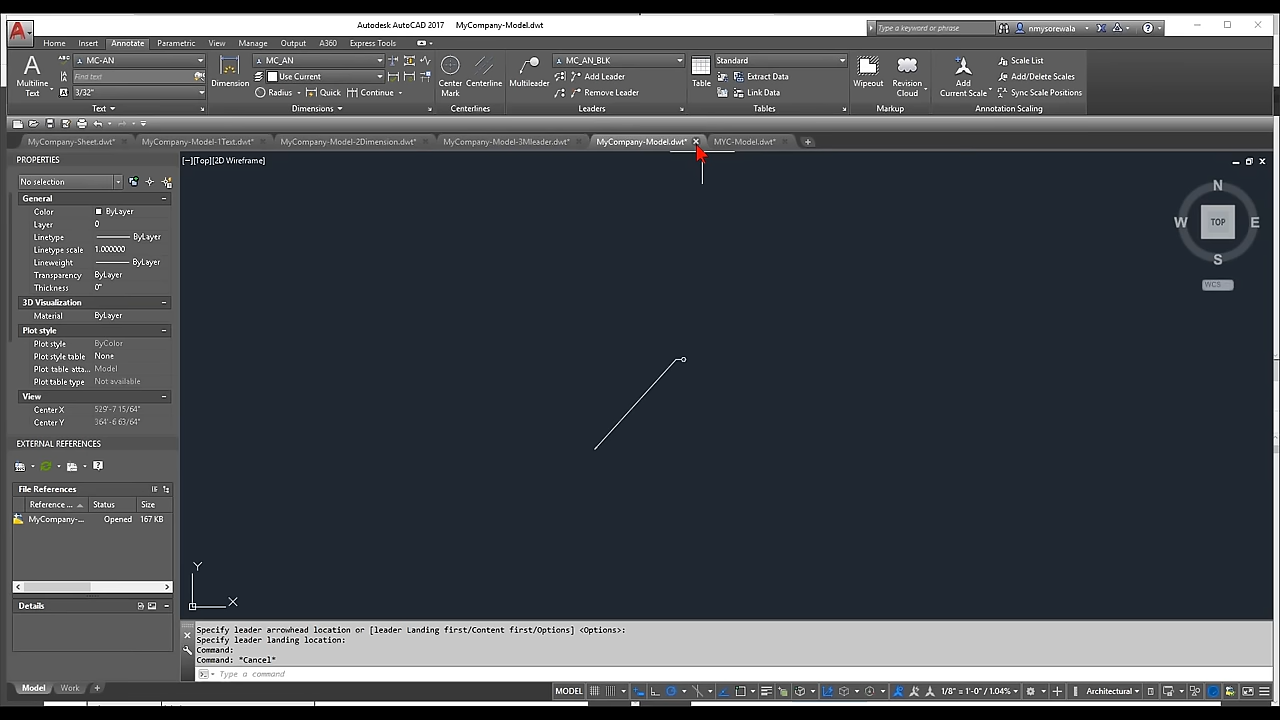 Autodesk AutoCAD 2017 MyCompany-Model.dwt
Type a keyword or phrase
nmysorewala
Home Insert Annotate Parametric View Manage Output A360 Express Tools
MC-AN
Find text
3/32"
Multiline
Text
Text
Dimension
MC_AN
Use Current
Radius Quick Continue
Dimensions
Center
Mark
Centerline
Centerlines
Multileader
MC_AN_BLK
Add Leader
Remove Leader
Leaders
Table
Standard
Extract Data
Link Data
Tables
Wipeout
Revision
Cloud
Markup
Add
Current Scale
Scale List
Add/Delete Scales
Sync Scale Positions
Annotation Scaling
MyCompany-Sheet.dwt* MyCompany-Model-1Text.dwt* MyCompany-Model-2Dimension.dwt* MyCompany-Model-3Mleader.dwt* MyCompany-Model.dwt* MYC-Model.dwt*
PROPERTIES
No selection
General
Color ByLayer
Layer 0
Linetype ByLayer
Linetype scale 1.000000
Lineweight ByLayer
Transparency ByLayer
Thickness 0"
3D Visualization
Material ByLayer
Plot style
Plot style ByColor
Plot style table None
Plot table atta... Model
Plot table type Not available
View
Center X 529'-7 15/64"
Center Y 364'-6 63/64"
EXTERNAL REFERENCES
File References
Reference ... Status Size
MyCompany-... Opened 167 KB
Details
[−][Top][2D Wireframe]
N
W TOP E
S
WCS
Y
X
Specify leader arrowhead location or [leader Landing first/Content first/Options] <Options>:
Specify leader landing location:
Command:
Command: *Cancel*
Type a command
Model Work +
MODEL
1/8" = 1'-0" / 1.04%
Architectural